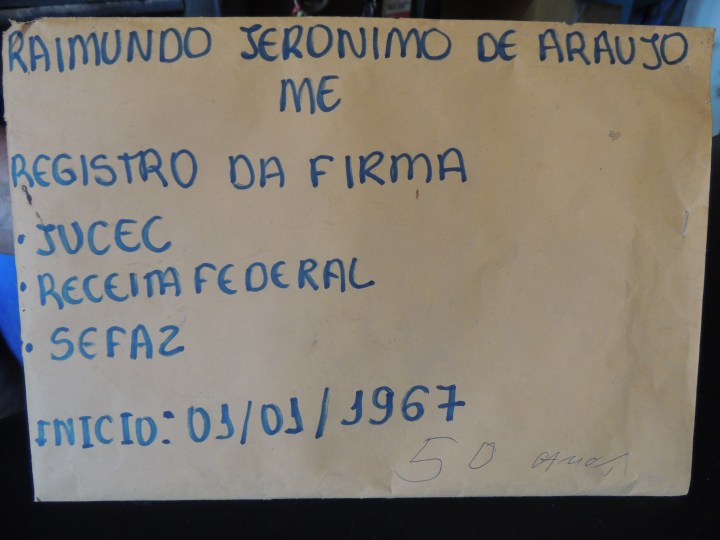 RAIMUNDO JERONIMO DE ARAUJO
ME
REGISTRO DA FIRMA
• JUCEC
• RECEITA FEDERAL
• SEFAZ
INICIO: 01/01/1967
50 anos